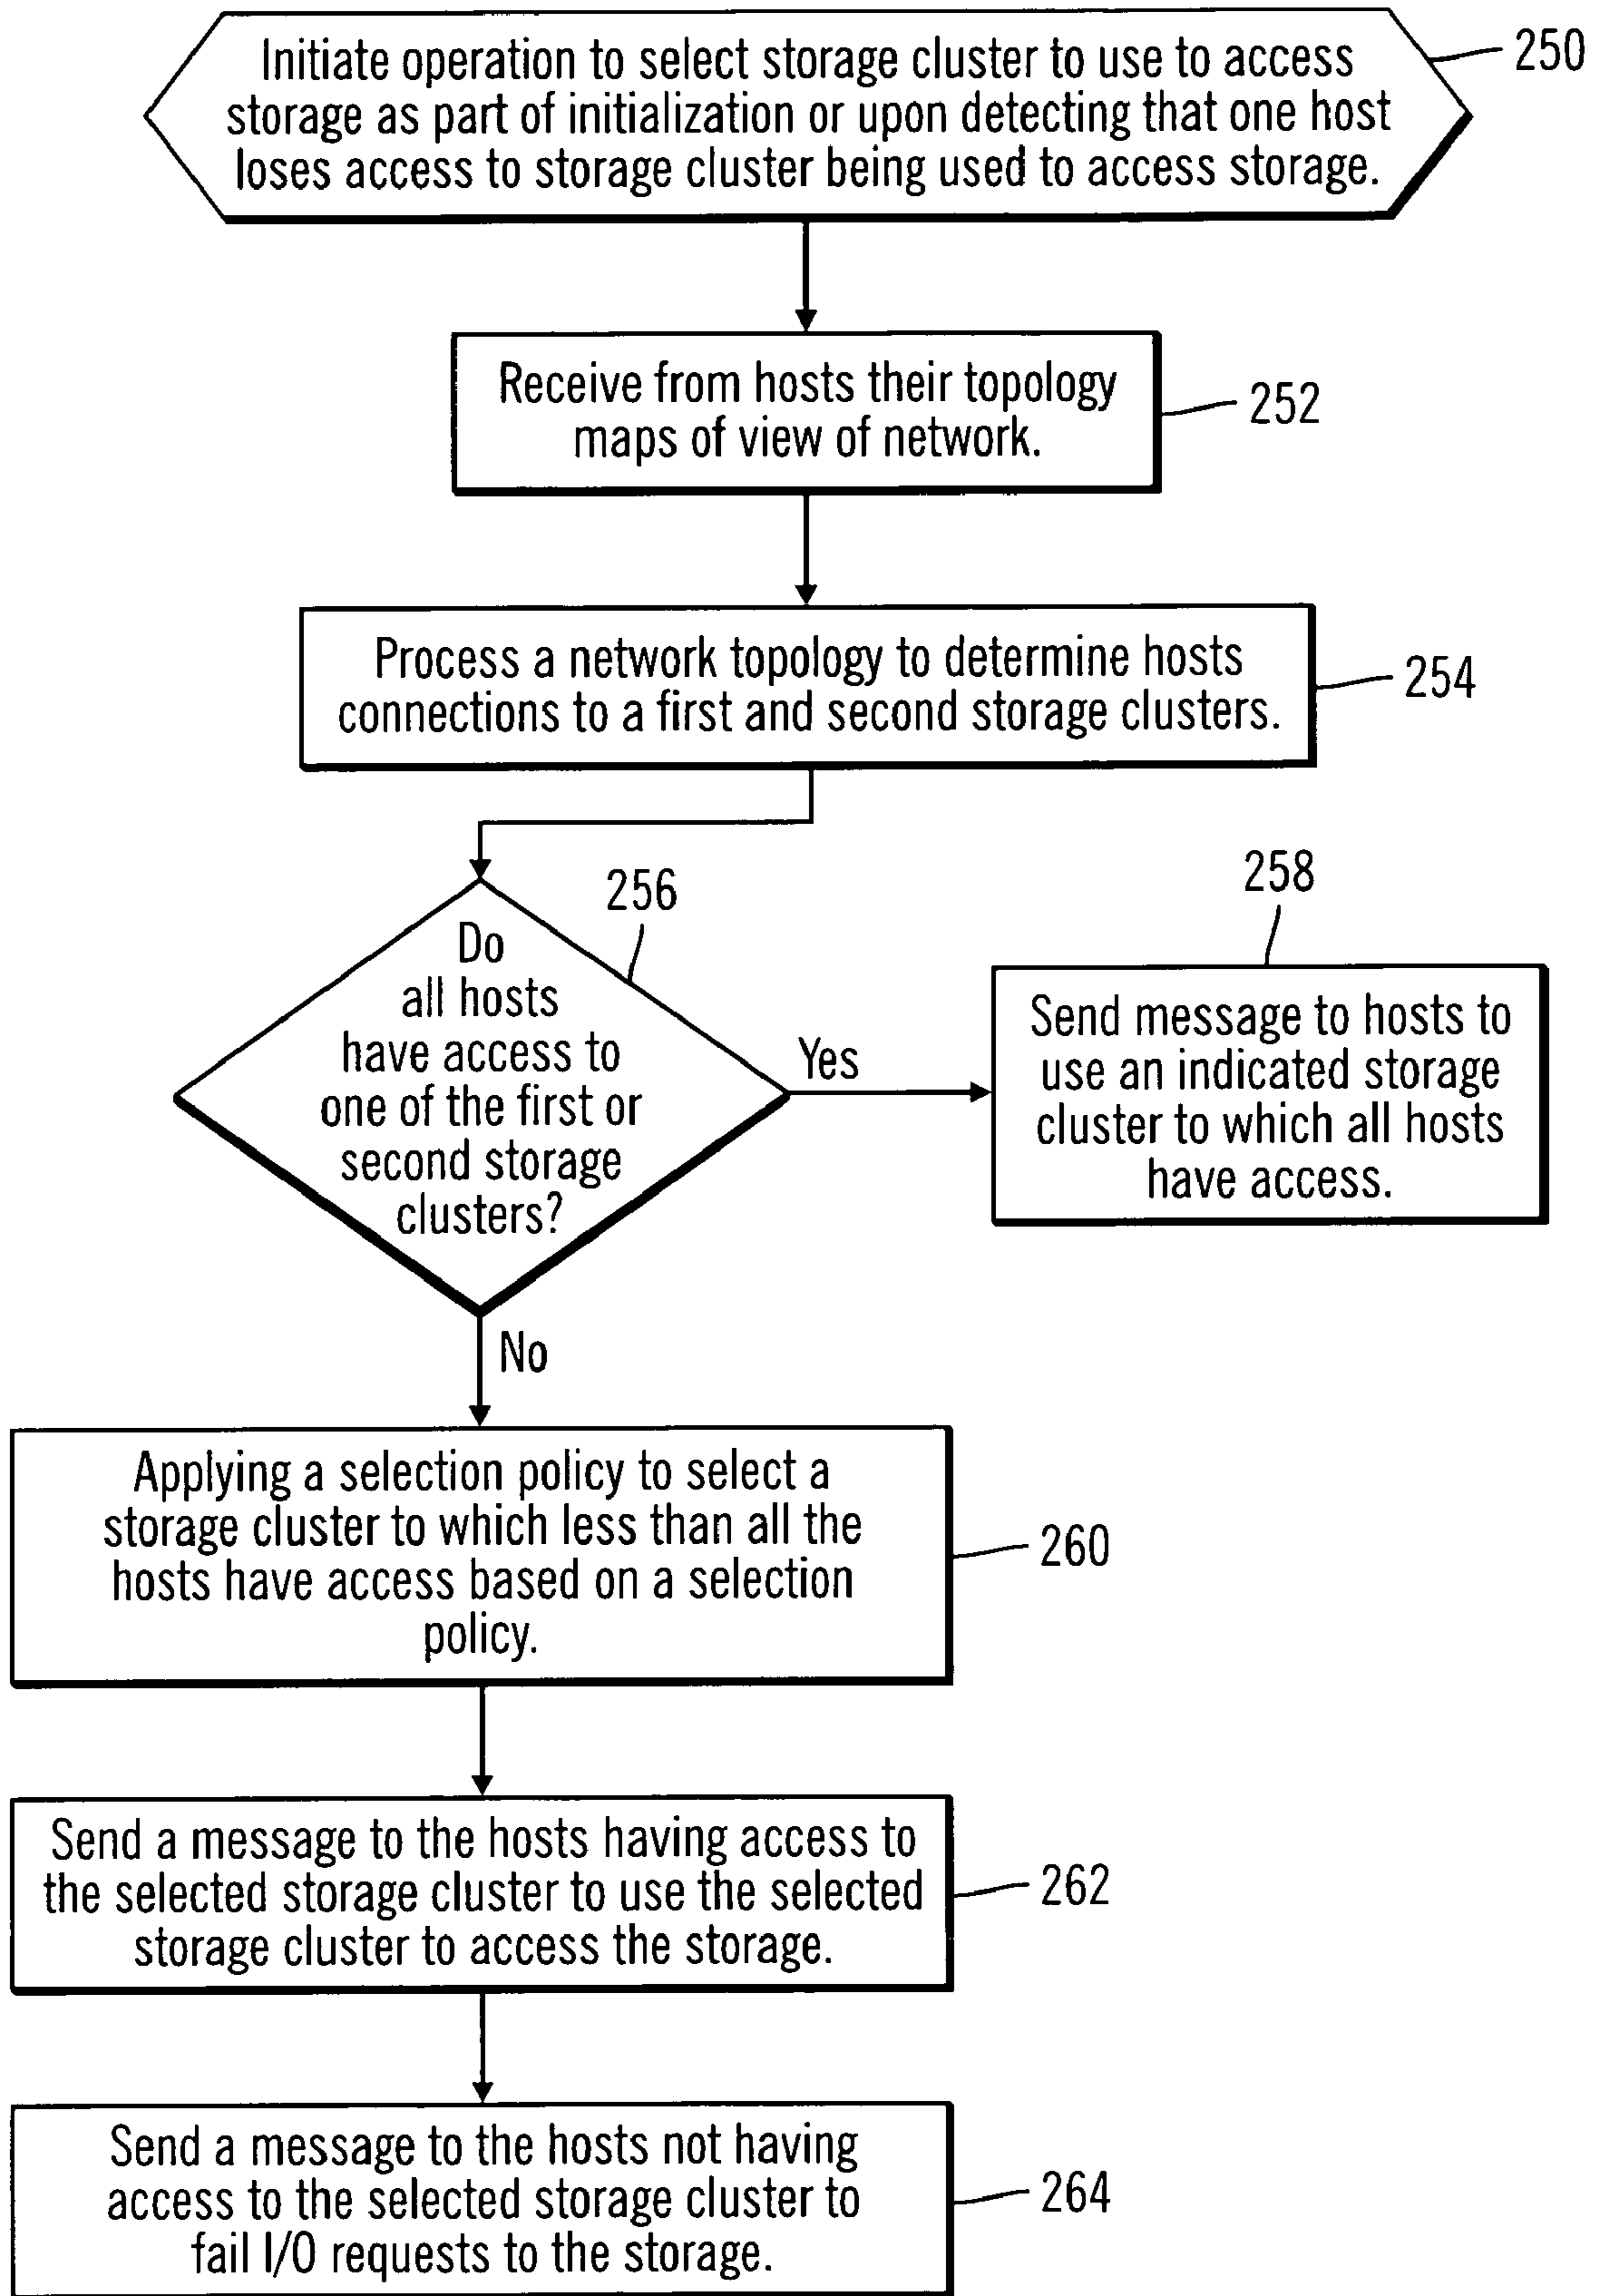 Initiate operation to select storage cluster to use to access
storage as part of initialization or upon detecting that one host
loses access to storage cluster being used to access storage.
250
Receive from hosts their topology
maps of view of network.
252
Process a network topology to determine hosts
connections to a first and second storage clusters.
254
256
Do
all hosts
have access to
one of the first or
second storage
clusters?
Yes
258
Send message to hosts to
use an indicated storage
cluster to which all hosts
have access.
No
Applying a selection policy to select a
storage cluster to which less than all the
hosts have access based on a selection
policy.
260
Send a message to the hosts having access to
the selected storage cluster to use the selected
storage cluster to access the storage.
262
Send a message to the hosts not having
access to the selected storage cluster to
fail I/O requests to the storage.
264